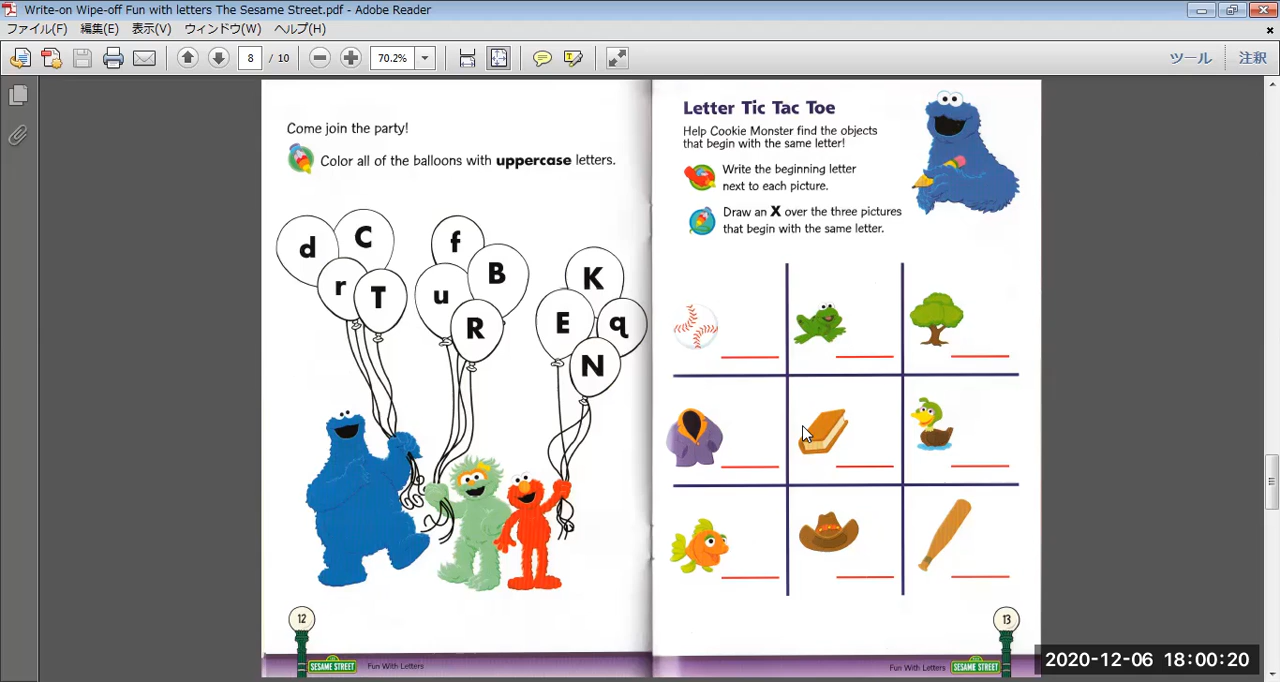 Write-on Wipe-off Fun with letters The Sesame Street.pdf - Adobe Reader
ファイル(F) 編集(E) 表示(V) ウィンドウ(W) ヘルプ(H)
8 / 10 70.2% ツール 注釈
Come join the party!
Color all of the balloons with uppercase letters.
d
C
r
T
f
B
u
R
K
E
q
N
12
SESAME STREET Fun With Letters
Letter Tic Tac Toe
Help Cookie Monster find the objects
that begin with the same letter!
Write the beginning letter
next to each picture.
Draw an X over the three pictures
that begin with the same letter.
13
Fun With Letters SESAME STREET
2020-12-06 18:00:20